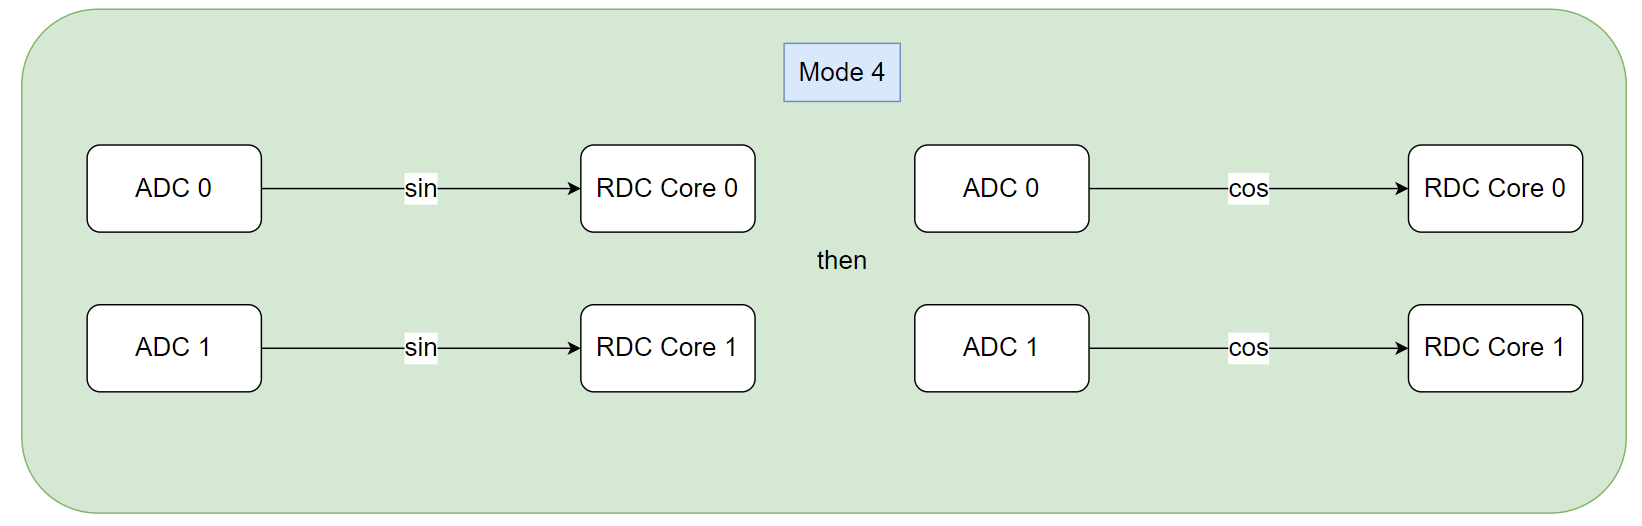 Mode 4
ADC 0 sin RDC Core 0 ADC 0 cos RDC Core 0
then
ADC 1 sin RDC Core 1 ADC 1 cos RDC Core 1